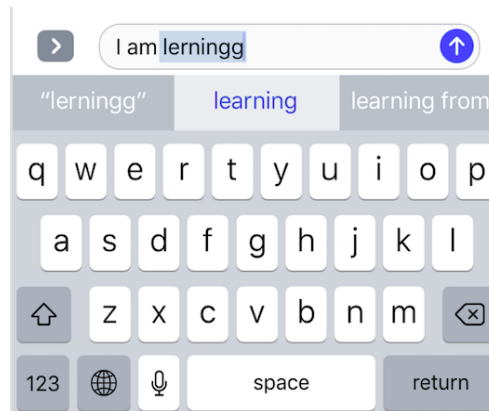 I am lerningg
“lerningg” learning learning from
q w e r t y u i o p
a s d f g h j k l
z x c v b n m
123 space return